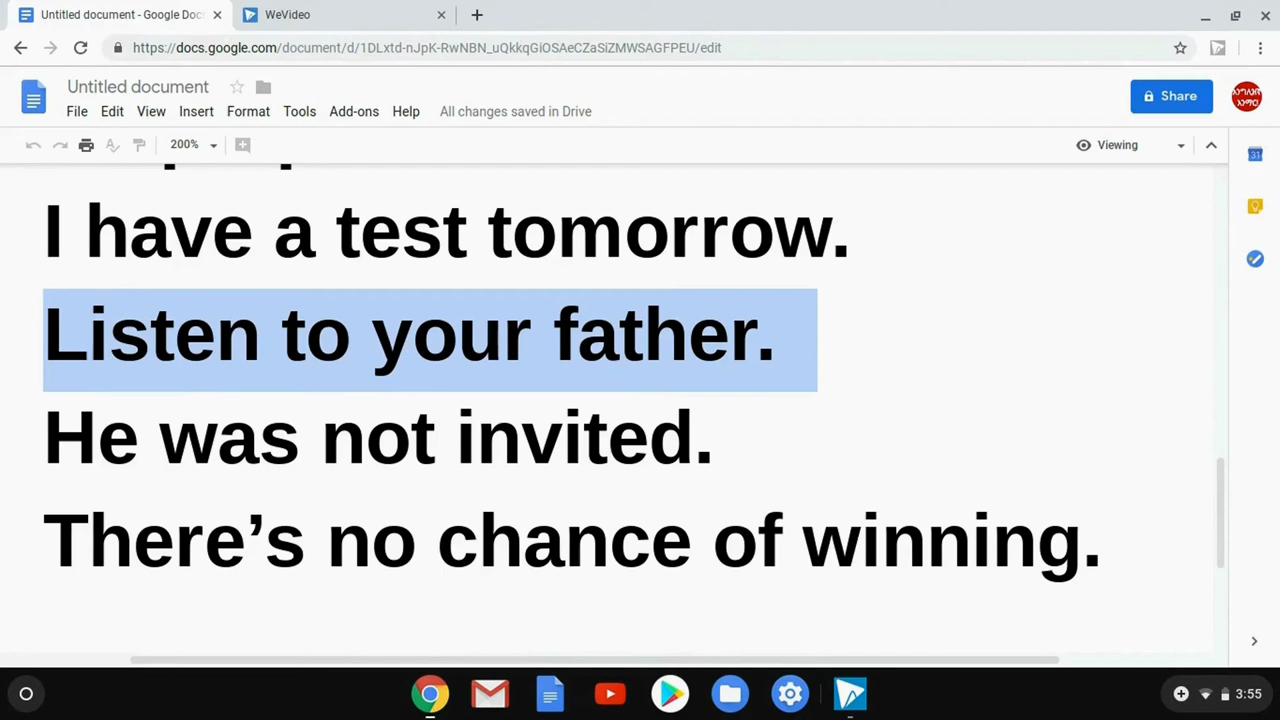 Untitled document - Google Doc
WeVideo
https://docs.google.com/document/d/1DLxtd-nJpK-RwNBN_uQkkqGiOSAeCZaSiZMWSAGFPEU/edit
Untitled document
File Edit View Insert Format Tools Add-ons Help All changes saved in Drive
Share
200%
Viewing
31
I have a test tomorrow.
Listen to your father.
He was not invited.
There’s no chance of winning.
3:55